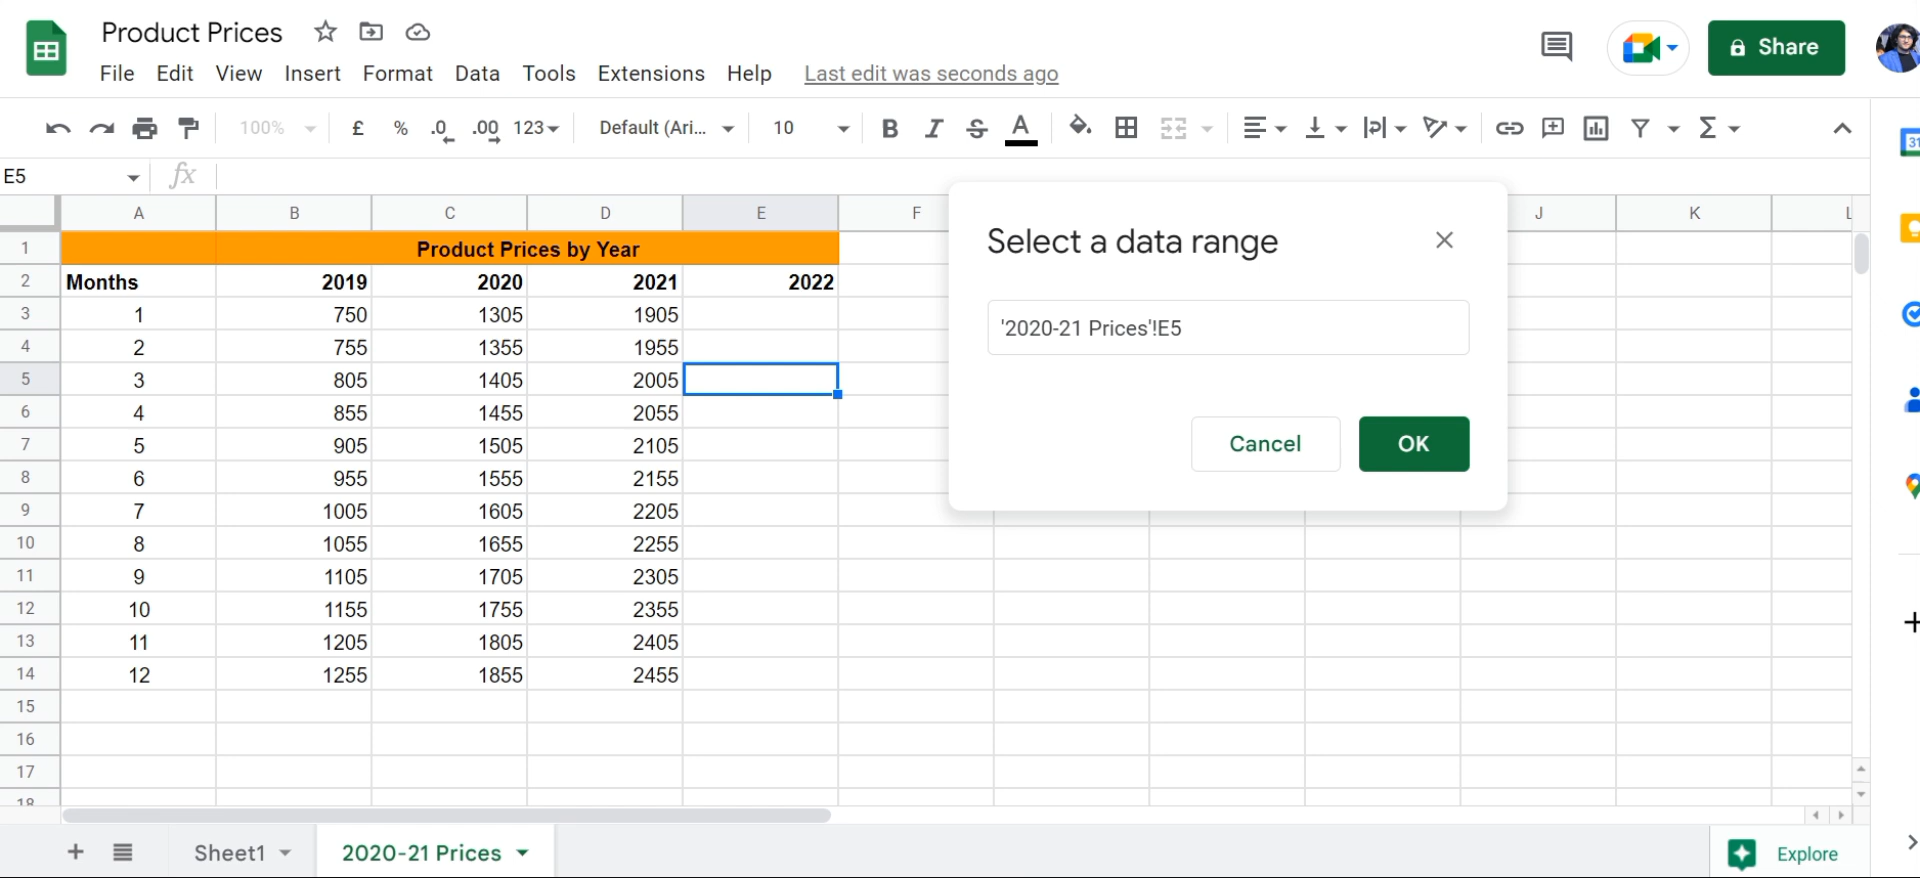 Product Prices
File Edit View Insert Format Data Tools Extensions Help Last edit was seconds ago
Share
100% £ % .0 .00 123 Default (Ari... 10 B I S A Σ
31
E5 fx
A B C D E F J K L
1 Product Prices by Year
2 Months 2019 2020 2021 2022
3 1 750 1305 1905
4 2 755 1355 1955
5 3 805 1405 2005
6 4 855 1455 2055
7 5 905 1505 2105
8 6 955 1555 2155
9 7 1005 1605 2205
10 8 1055 1655 2255
11 9 1105 1705 2305
12 10 1155 1755 2355
13 11 1205 1805 2405
14 12 1255 1855 2455
15
16
17
18
Select a data range
'2020-21 Prices'!E5
Cancel OK
Sheet1 2020-21 Prices Explore